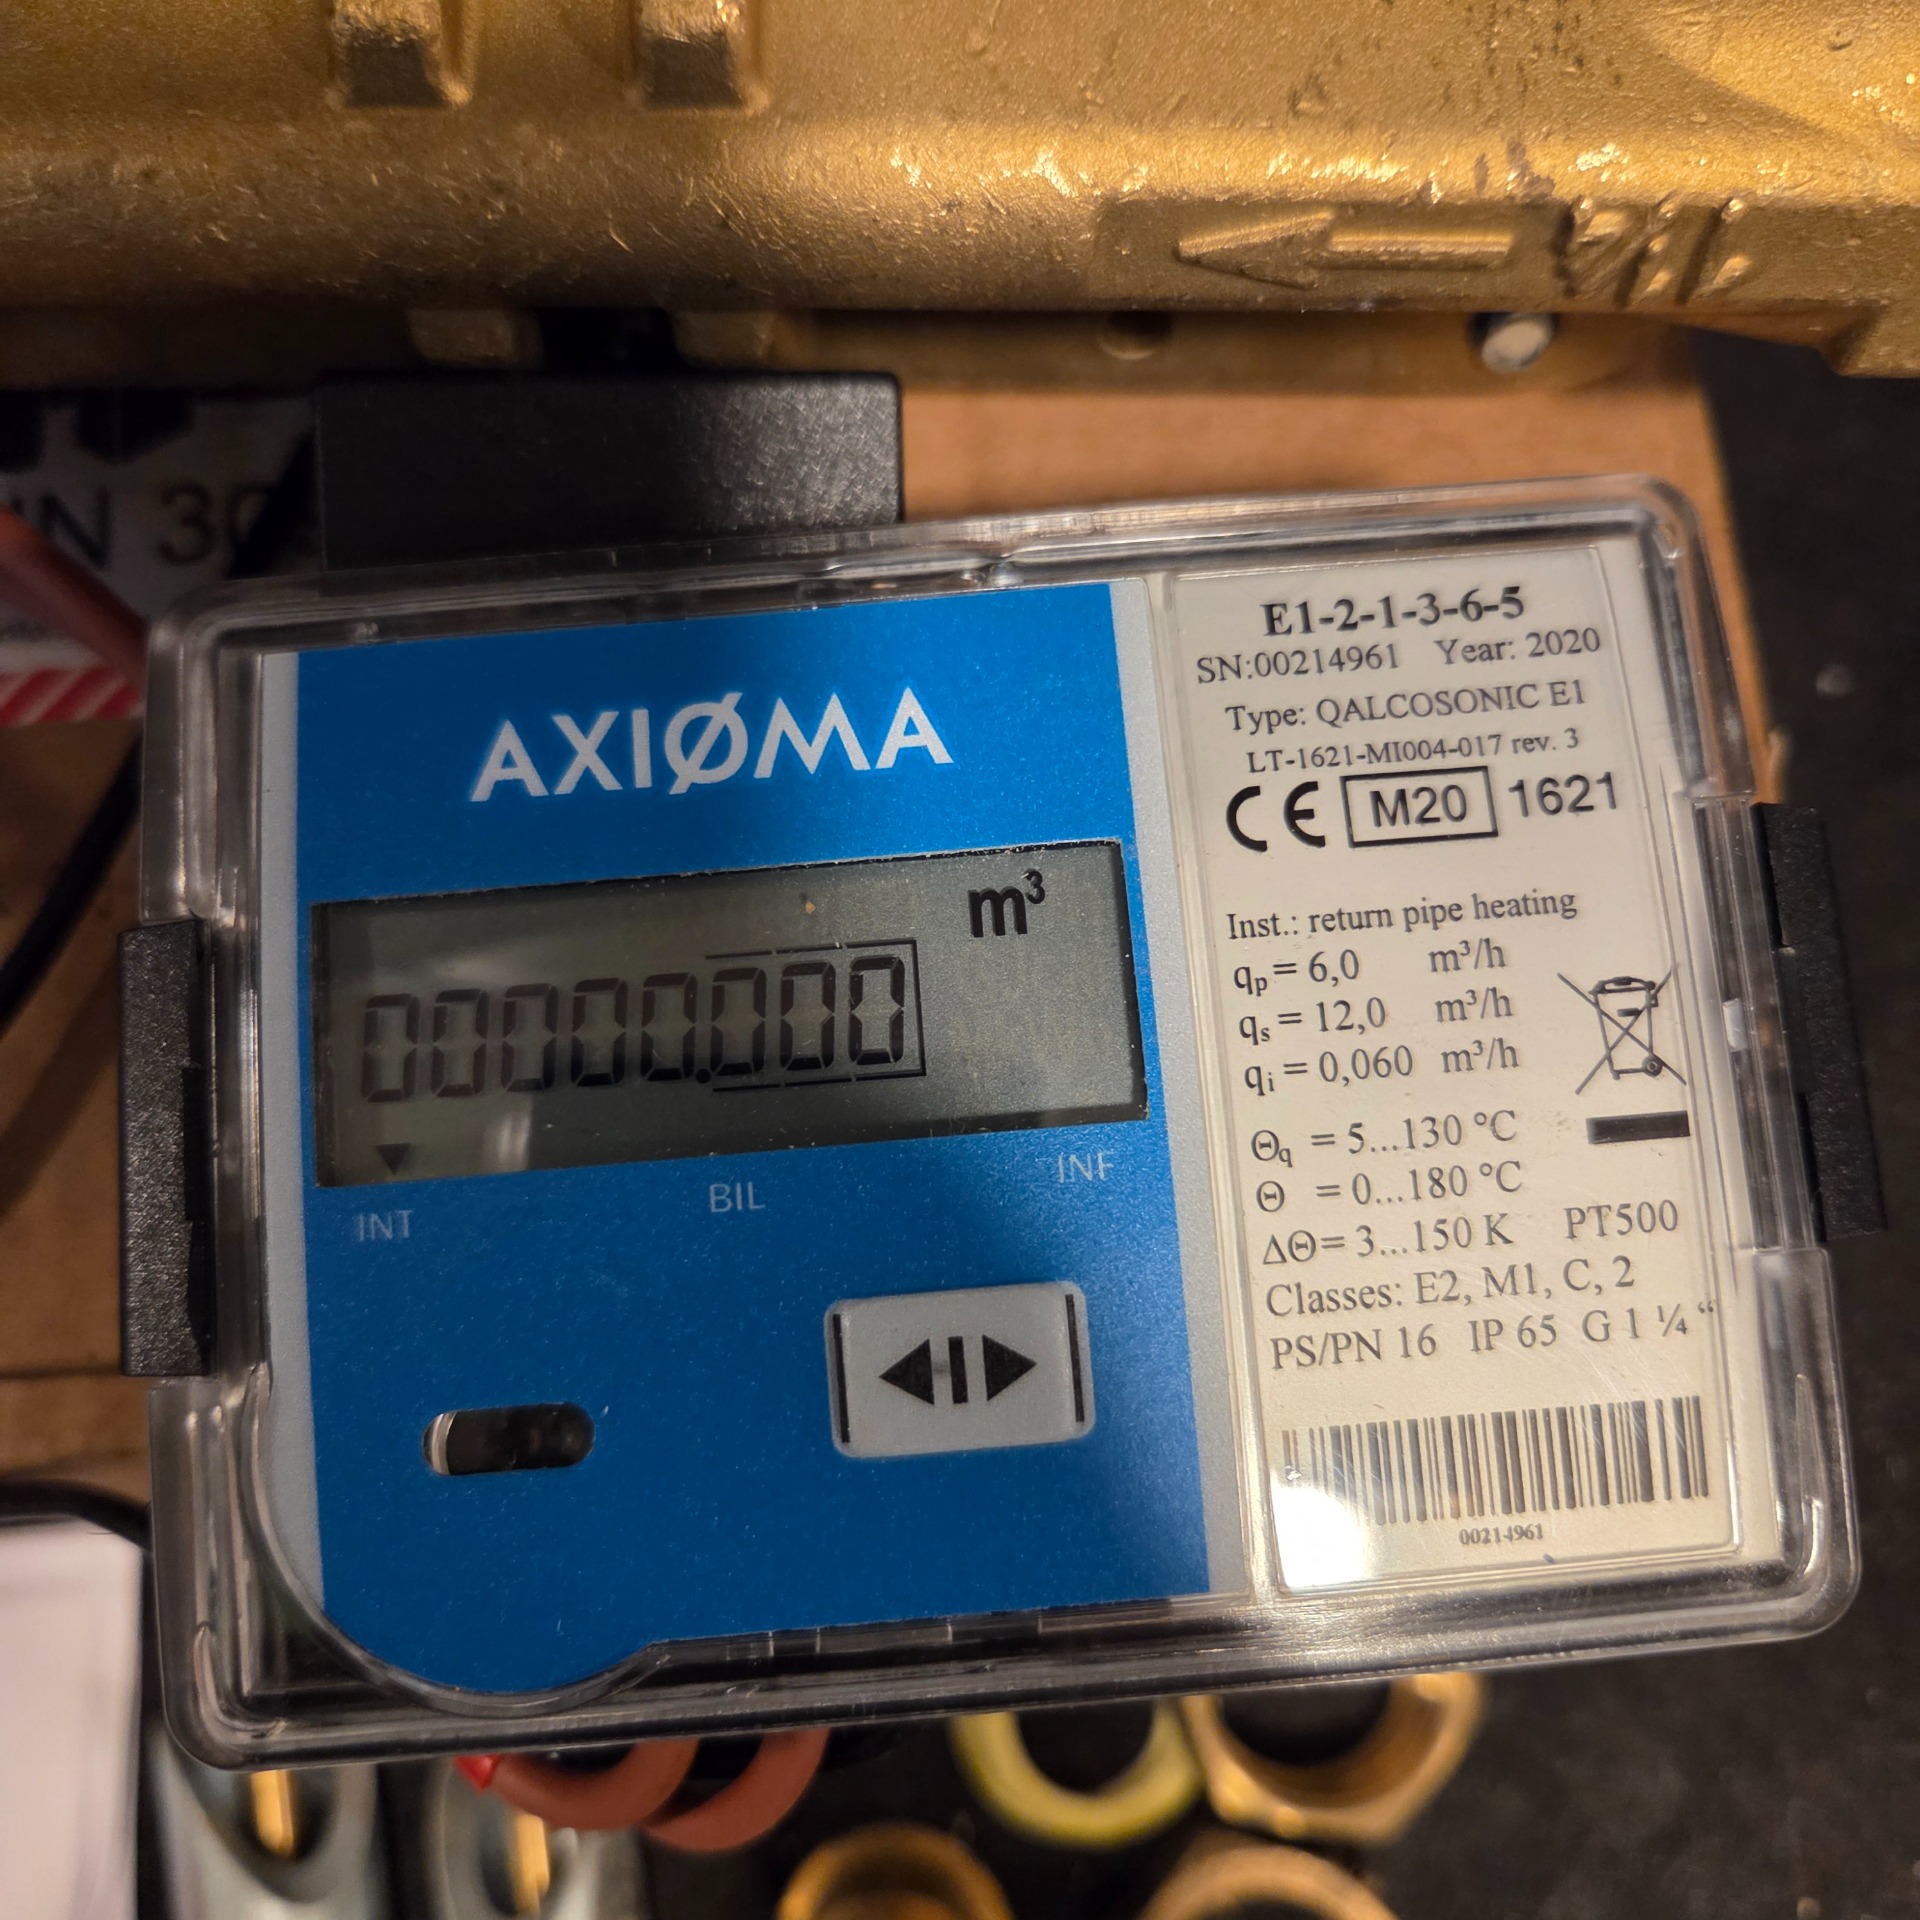 IN 30
AXIØMA
m³
00000.000
INT BIL INF
E1-2-1-3-6-5
SN:00214961 Year: 2020
Type: QALCOSONIC E1
LT-1621-MI004-017 rev. 3
CE M20 1621
Inst.: return pipe heating
qp = 6,0 m³/h
qs = 12,0 m³/h
qi = 0,060 m³/h
Θq = 5...130 °C
Θ = 0...180 °C
ΔΘ= 3...150 K PT500
Classes: E2, M1, C, 2
PS/PN 16 IP 65 G 1 ¼ “
00214961